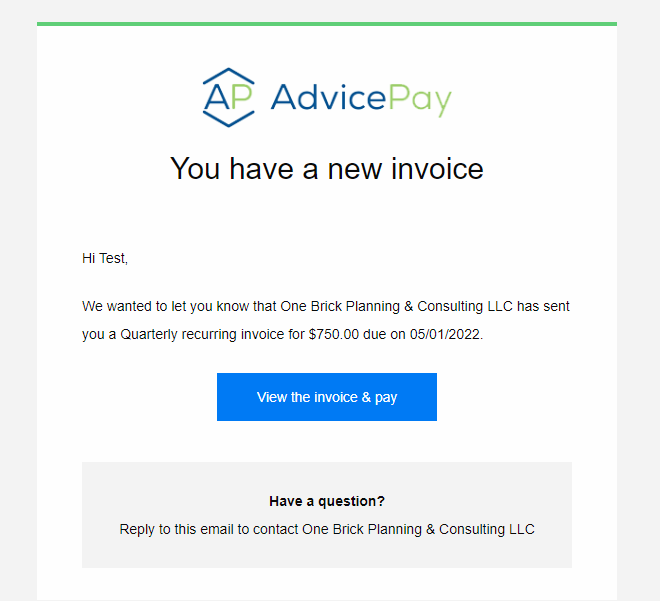 AP AdvicePay
You have a new invoice
Hi Test,
We wanted to let you know that One Brick Planning & Consulting LLC has sent
you a Quarterly recurring invoice for $750.00 due on 05/01/2022.
View the invoice & pay
Have a question?
Reply to this email to contact One Brick Planning & Consulting LLC